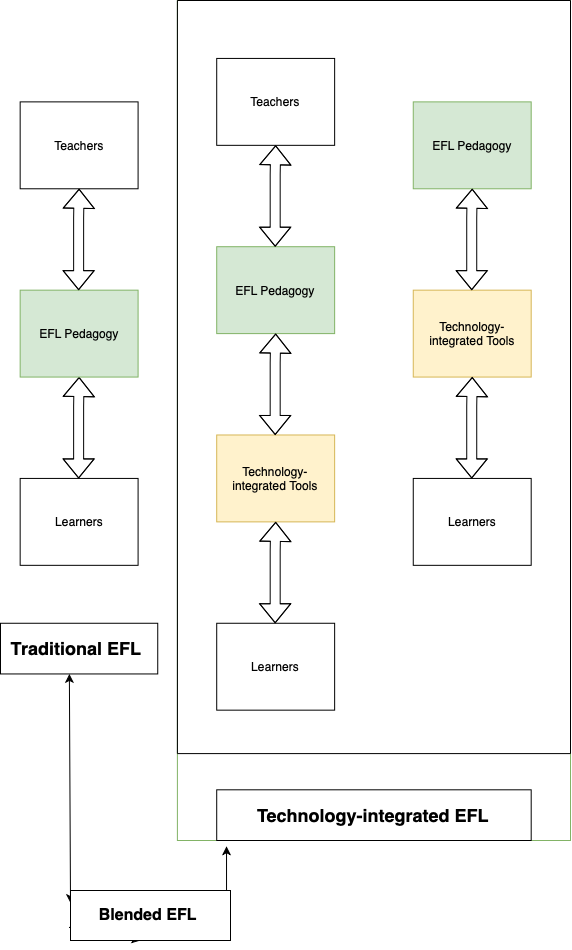 Teachers
EFL Pedagogy
Learners
Traditional EFL
Teachers
EFL Pedagogy
Technology-
integrated Tools
Learners
EFL Pedagogy
Technology-
integrated Tools
Learners
Technology-integrated EFL
Blended EFL